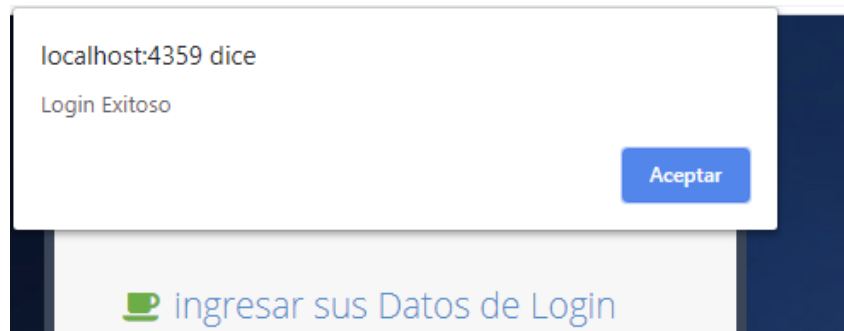 localhost:4359 dice
Login Exitoso
Aceptar
ingresar sus Datos de Login